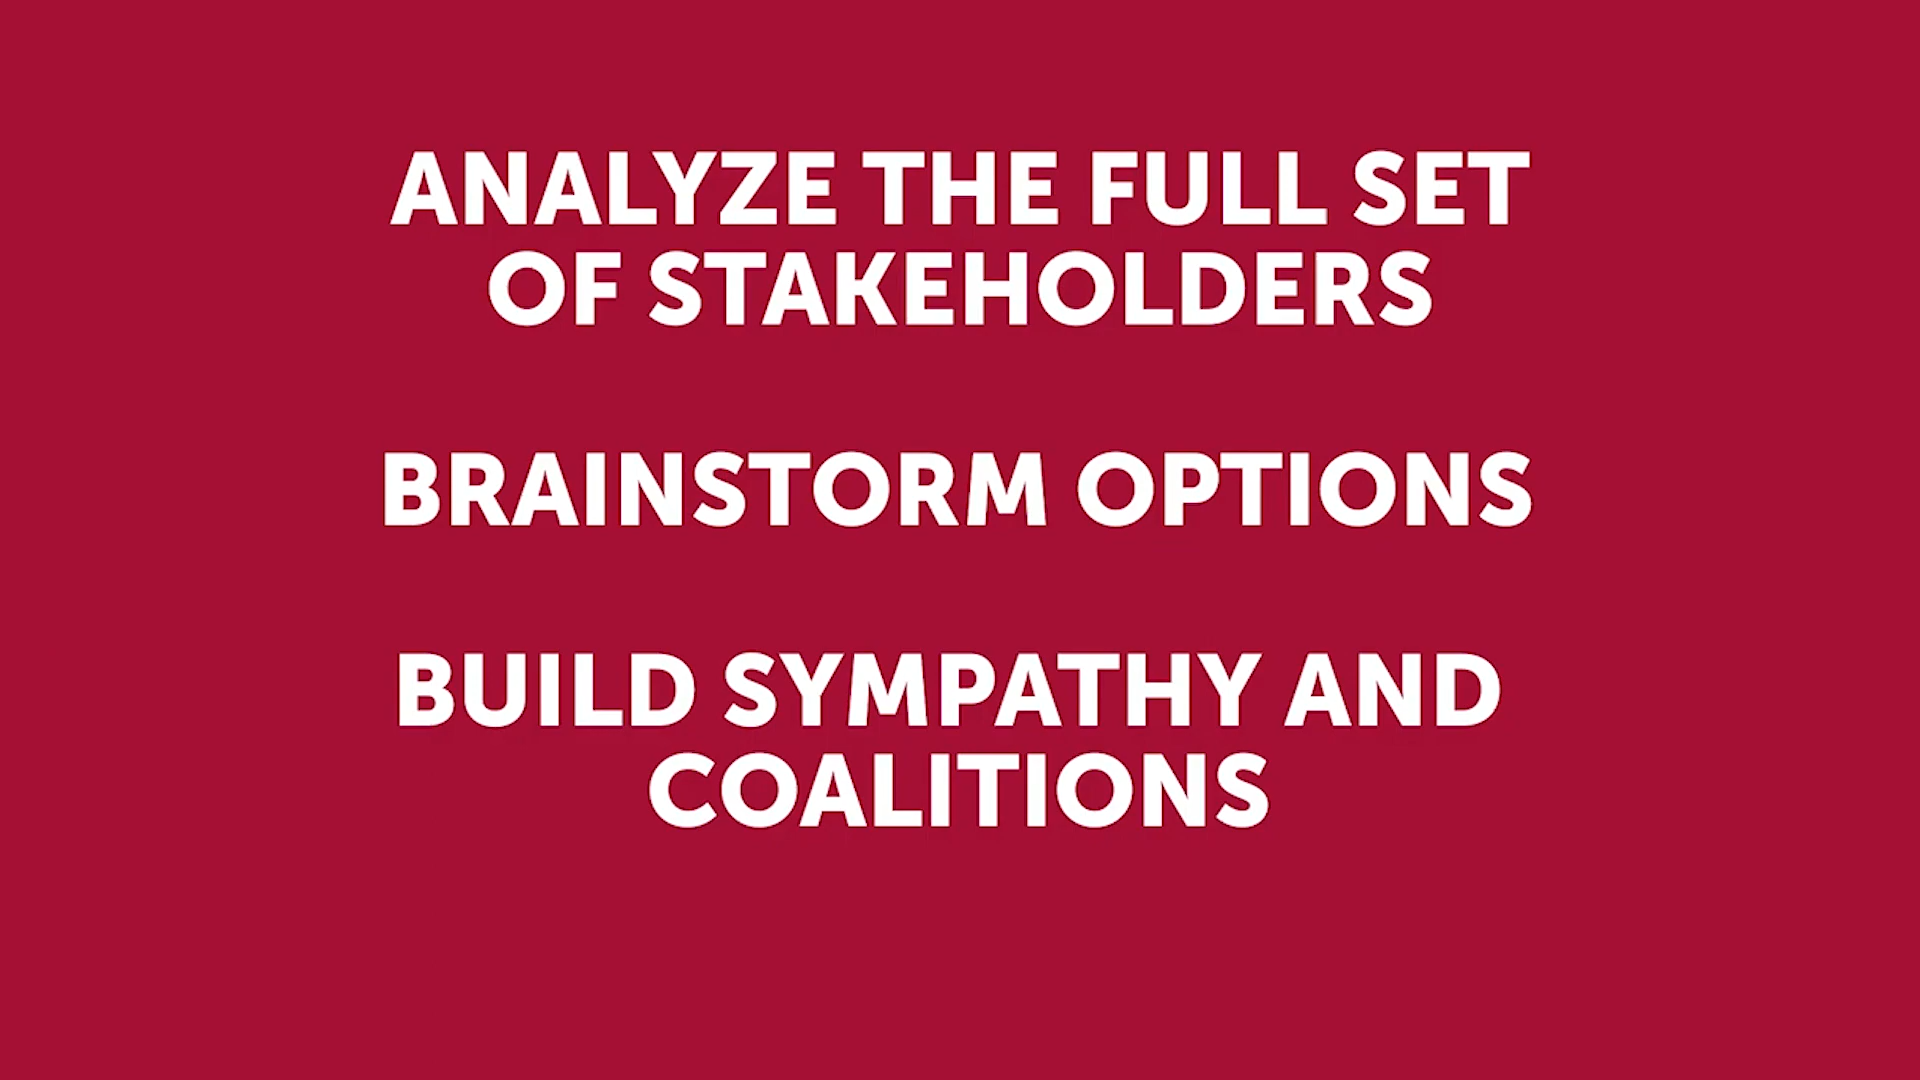 ANALYZE THE FULL SET
OF STAKEHOLDERS
BRAINSTORM OPTIONS
BUILD SYMPATHY AND
COALITIONS